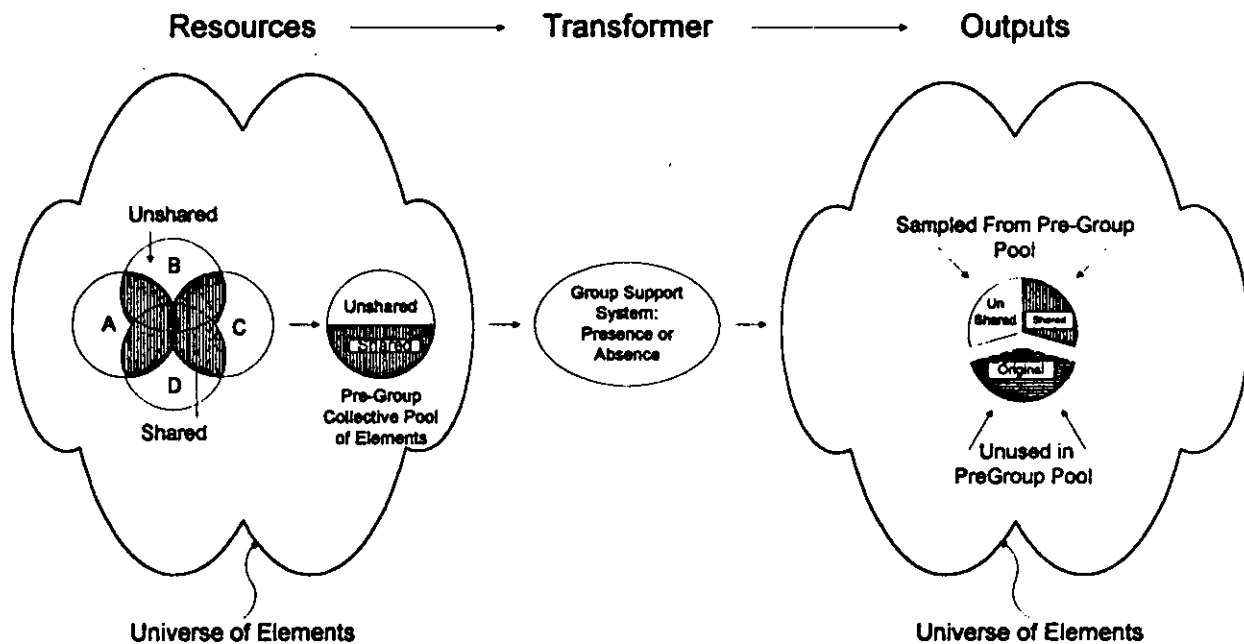 Resources
Transformer
Outputs
Unshared
B
A
C
D
Shared
Unshared
Shared
Pre-Group
Collective Pool
of Elements
Group Support
System:
Presence or
Absence
Sampled From Pre-Group
Pool
Un
Shared
Shared
Original
Unused in
PreGroup Pool
Universe of Elements
Universe of Elements